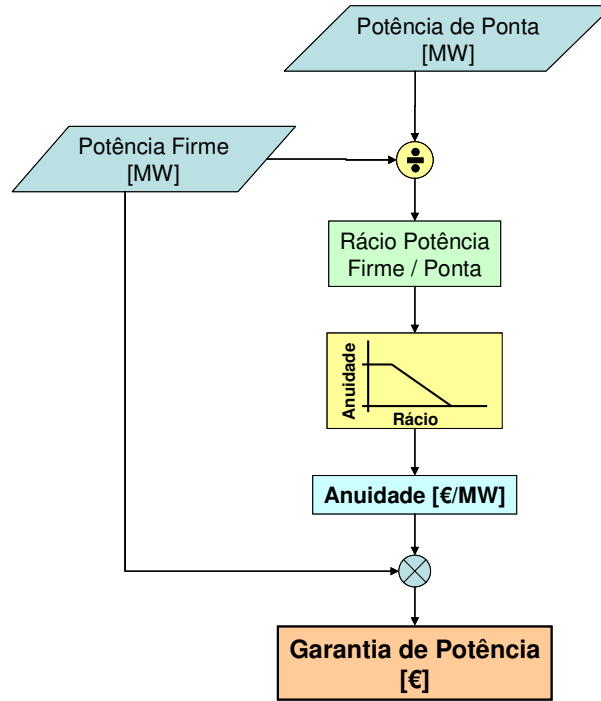 Potência de Ponta
[MW]
Potência Firme
[MW]
Rácio Potência
Firme / Ponta
Anuidade
Rácio
Anuidade [€/MW]
Garantia de Potência
[€]